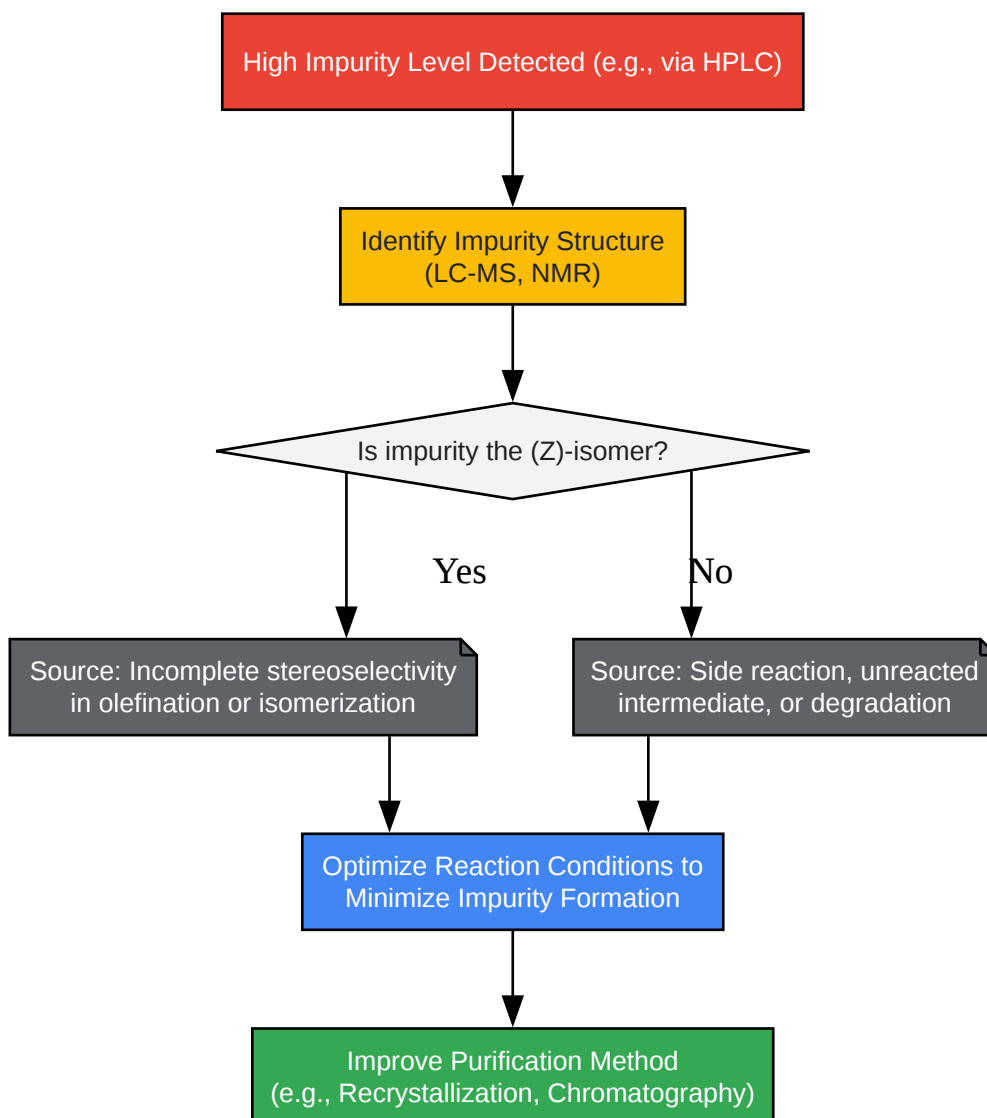 High Impurity Level Detected (e.g., via HPLC)
Identify Impurity Structure
(LC-MS, NMR)
Is impurity the (Z)-isomer?
Yes
No
Source: Incomplete stereoselectivity
in olefination or isomerization
Source: Side reaction, unreacted
intermediate, or degradation
Optimize Reaction Conditions to
Minimize Impurity Formation
Improve Purification Method
(e.g., Recrystallization, Chromatography)